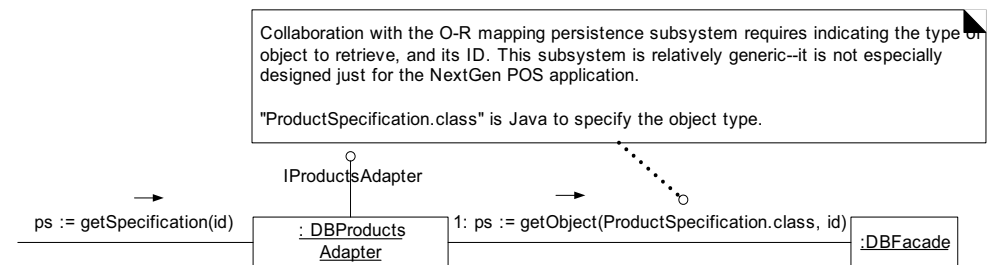 Collaboration with the O-R mapping persistence subsystem requires indicating the type of
object to retrieve, and its ID. This subsystem is relatively generic--it is not especially
designed just for the NextGen POS application.
"ProductSpecification.class" is Java to specify the object type.
IProductsAdapter
ps := getSpecification(id)
: DBProducts
Adapter
1: ps := getObject(ProductSpecification.class, id)
:DBFacade